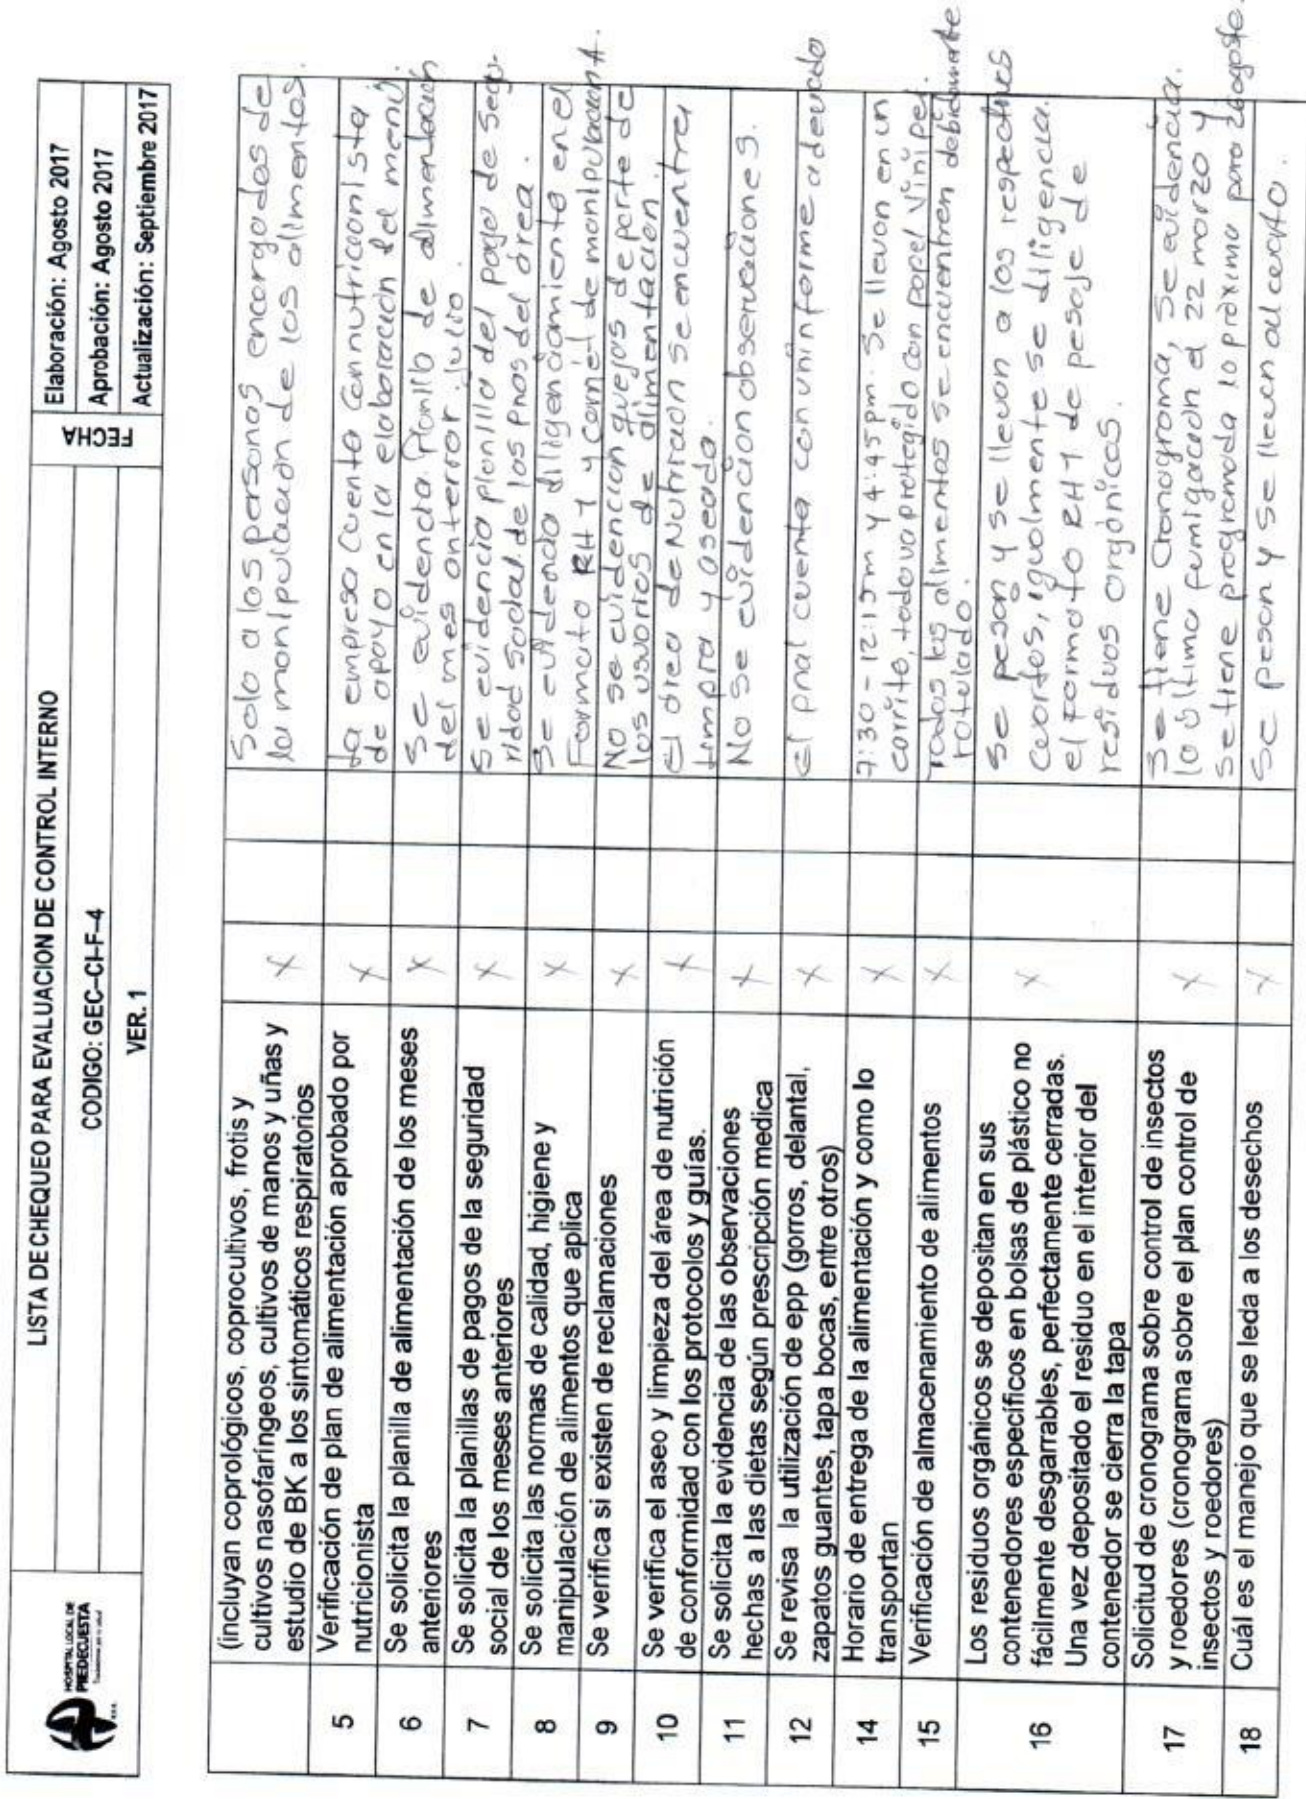 HOSPITAL LOCAL DE
PIEDECUESTA
E.S.E.
LISTA DE CHEQUEO PARA EVALUACION DE CONTROL INTERNO
CODIGO: GEC–CI-F-4
VER. 1
FECHA
Elaboración: Agosto 2017
Aprobación: Agosto 2017
Actualización: Septiembre 2017
(incluyan coprológicos, coprocultivos, frotis y
cultivos nasofaríngeos, cultivos de manos y uñas y
estudio de BK a los sintomáticos respiratorios
X
Solo a las personas encargadas de
la manipulación de los alimentos.
5
Verificación de plan de alimentación aprobado por
nutricionista
X
La empresa cuenta con nutricionista
de apoyo en la elaboración del menú.
6
Se solicita la planilla de alimentación de los meses
anteriores
X
Se evidencia Planilla de alimentación
del mes anterior julio.
7
Se solicita la planillas de pagos de la seguridad
social de los meses anteriores
X
Se evidencia planilla del pago de segu-
ridad social de los pnas del área.
8
Se solicita las normas de calidad, higiene y
manipulación de alimentos que aplica
X
Se evidencia diligenciamiento en el
Formato RH1 y carnét de manipulación A.
9
Se verifica si existen de reclamaciones
X
No se evidencian quejas de parte de
los usuarios de alimentación
10
Se verifica el aseo y limpieza del área de nutrición
de conformidad con los protocolos y guías.
X
El área de Nutrición se encuentra
limpia y aseada.
11
Se solicita la evidencia de las observaciones
hechas a las dietas según prescripción medica
X
No se evidencian observaciones.
12
Se revisa la utilización de epp (gorros, delantal,
zapatos guantes, tapa bocas, entre otros)
X
El pnal cuenta con uniforme adecuado
14
Horario de entrega de la alimentación y como lo
transportan
X
7:30 - 12:15m y 4:45 pm. Se llevan en un
carrito, todo va protegido con papel Vinipel
15
Verificación de almacenamiento de alimentos
X
Todos los alimentos se encuentren debidamente
rotulado.
16
Los residuos orgánicos se depositan en sus
contenedores específicos en bolsas de plástico no
fácilmente desgarrables, perfectamente cerradas.
Una vez depositado el residuo en el interior del
contenedor se cierra la tapa
X
Se pesan y se llevan a los respectivos
Cuartos, igualmente se diligencia.
el Formato RH1 de pesaje de
residuos orgánicos.
17
Solicitud de cronograma sobre control de insectos
y roedores (cronograma sobre el plan control de
insectos y roedores)
X
Se tiene Cronograma, se evidencia.
la última fumigación el 22 marzo y
Se tiene programada la próxima para 26 agosto.
18
Cuál es el manejo que se leda a los desechos
X
Se pesan y se llevan al cuarto.